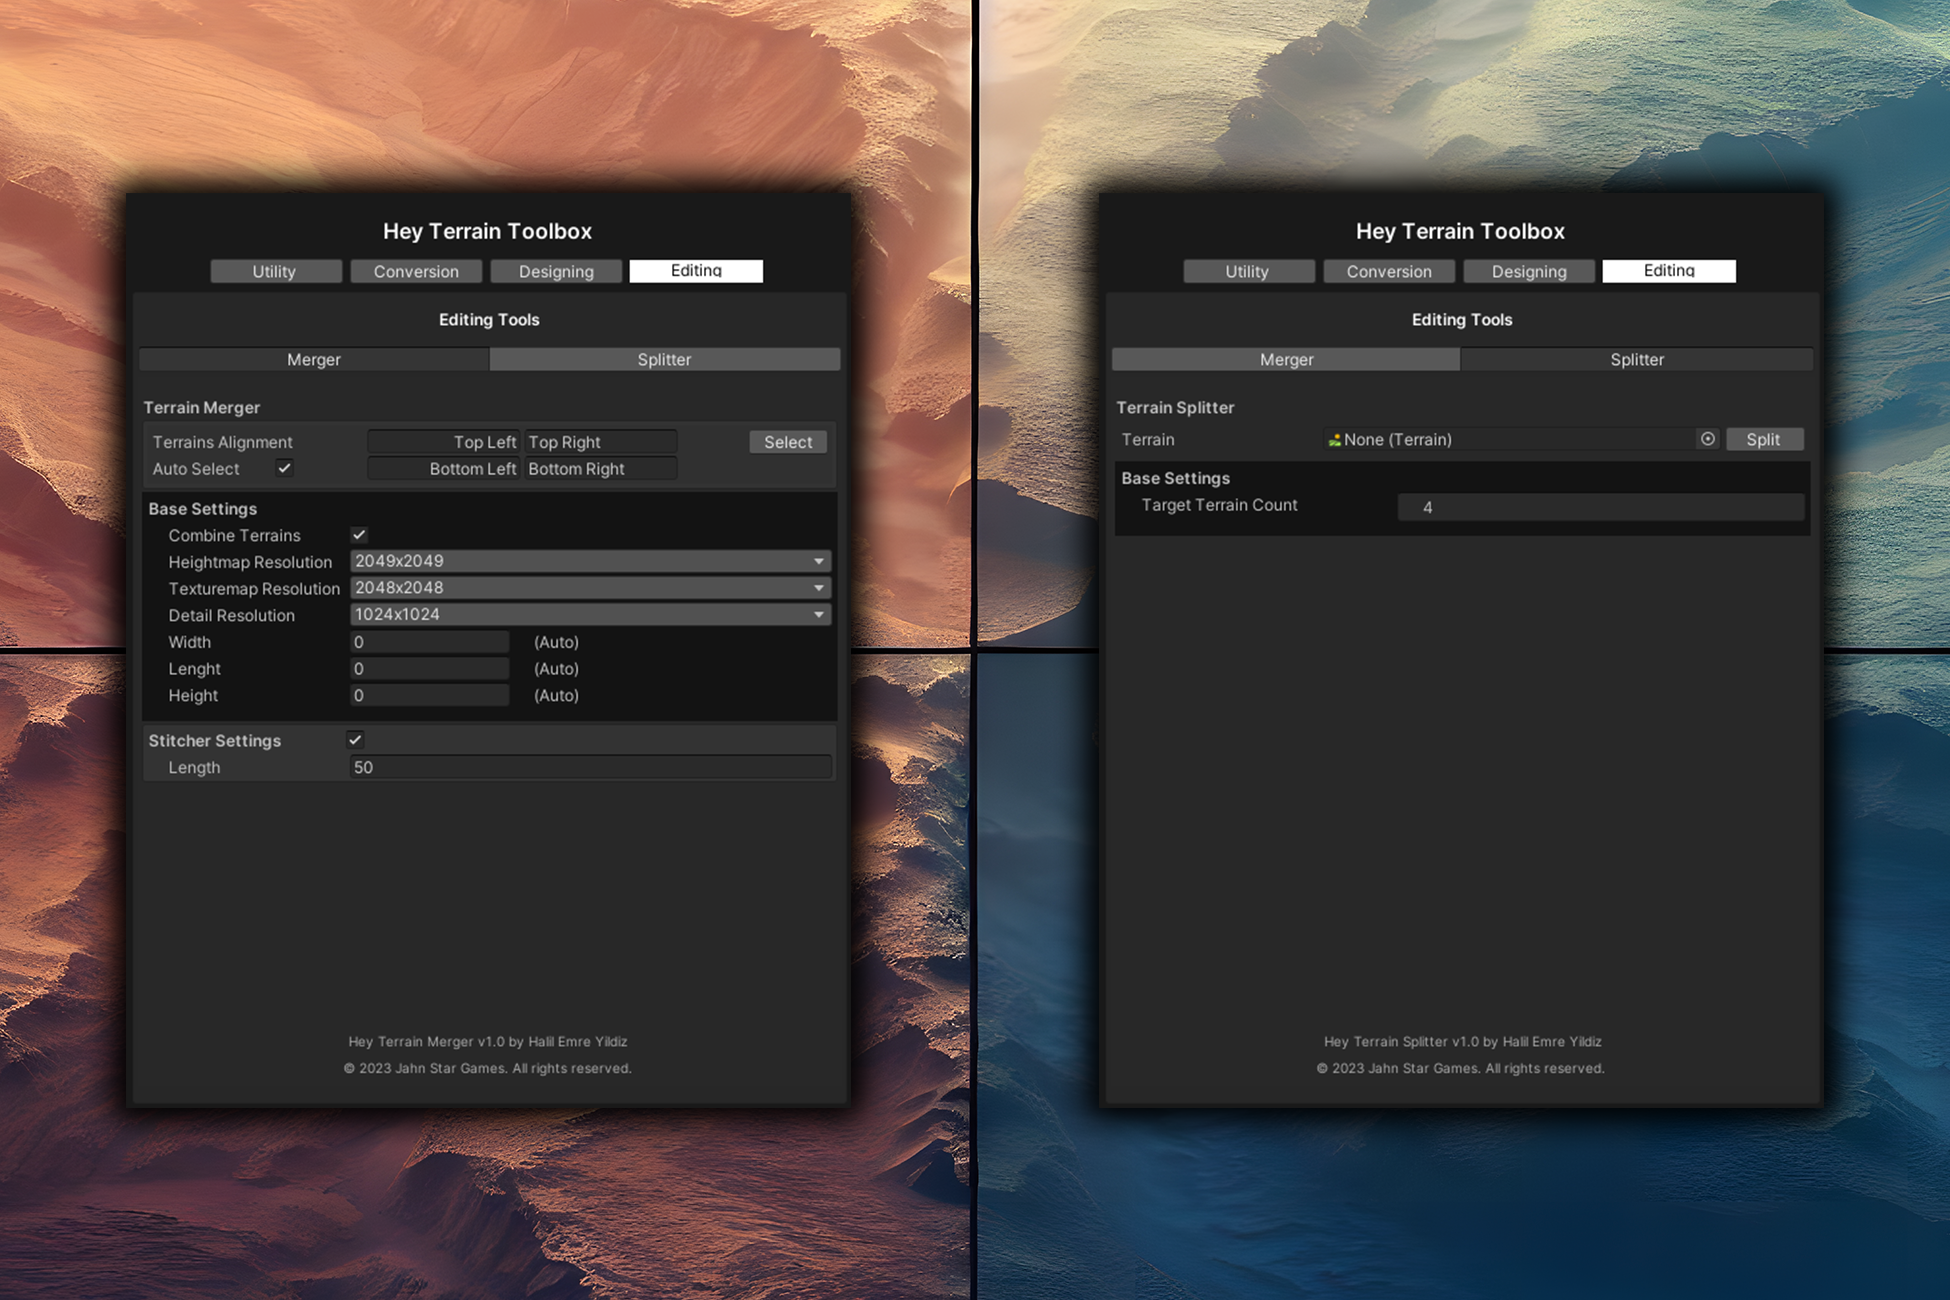 Hey Terrain Toolbox
Utility Conversion Designing Editing
Editing Tools
Merger Splitter
Terrain Merger
Terrains Alignment Top Left Top Right Select
Auto Select Bottom Left Bottom Right
Base Settings
Combine Terrains
Heightmap Resolution 2049x2049
Texturemap Resolution 2048x2048
Detail Resolution 1024x1024
Width 0 (Auto)
Lenght 0 (Auto)
Height 0 (Auto)
Stitcher Settings
Length 50
Hey Terrain Merger v1.0 by Halil Emre Yildiz
© 2023 Jahn Star Games. All rights reserved.
Hey Terrain Toolbox
Utility Conversion Designing Editing
Editing Tools
Merger Splitter
Terrain Splitter
Terrain None (Terrain) Split
Base Settings
Target Terrain Count 4
Hey Terrain Splitter v1.0 by Halil Emre Yildiz
© 2023 Jahn Star Games. All rights reserved.